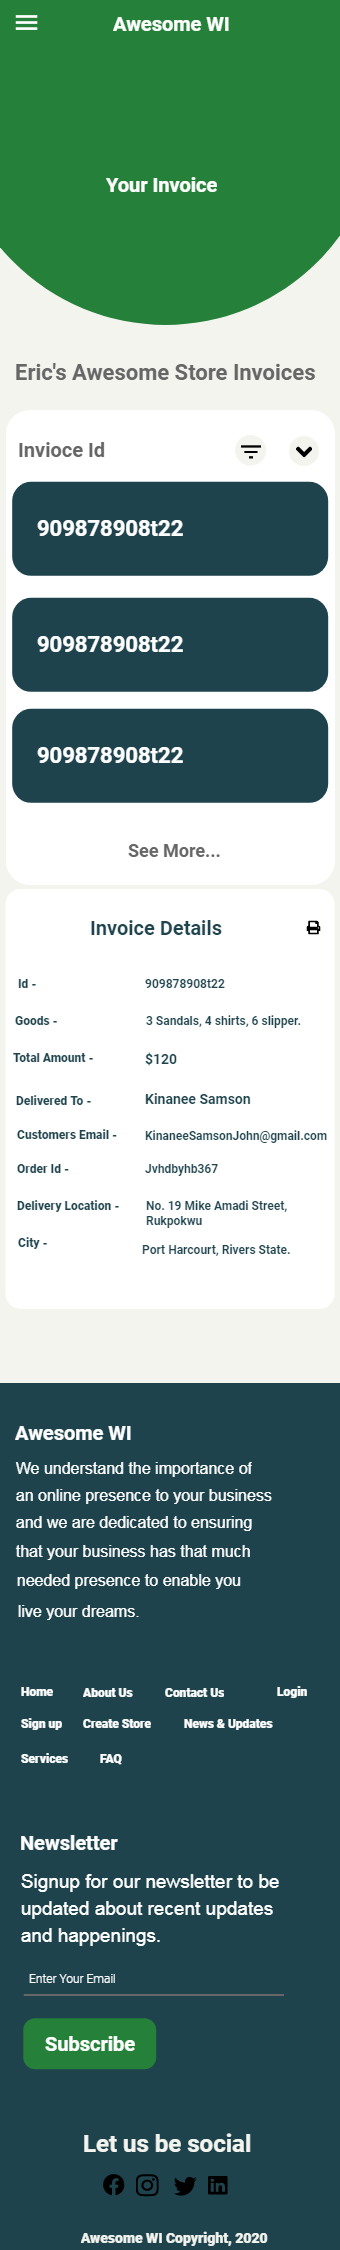 Awesome WI
Your Invoice
Eric's Awesome Store Invoices
Invioce Id
909878908t22
909878908t22
909878908t22
See More...
Invoice Details
Id - 909878908t22
Goods - 3 Sandals, 4 shirts, 6 slipper.
Total Amount - $120
Delivered To - Kinanee Samson
Customers Email - KinaneeSamsonJohn@gmail.com
Order Id - Jvhdbyhb367
Delivery Location - No. 19 Mike Amadi Street,
Rukpokwu
City - Port Harcourt, Rivers State.
Awesome WI
We understand the importance of
an online presence to your business
and we are dedicated to ensuring
that your business has that much
needed presence to enable you
live your dreams.
Home About Us Contact Us Login
Sign up Create Store News & Updates
Services FAQ
Newsletter
Signup for our newsletter to be
updated about recent updates
and happenings.
Enter Your Email
Subscribe
Let us be social
Awesome WI Copyright, 2020